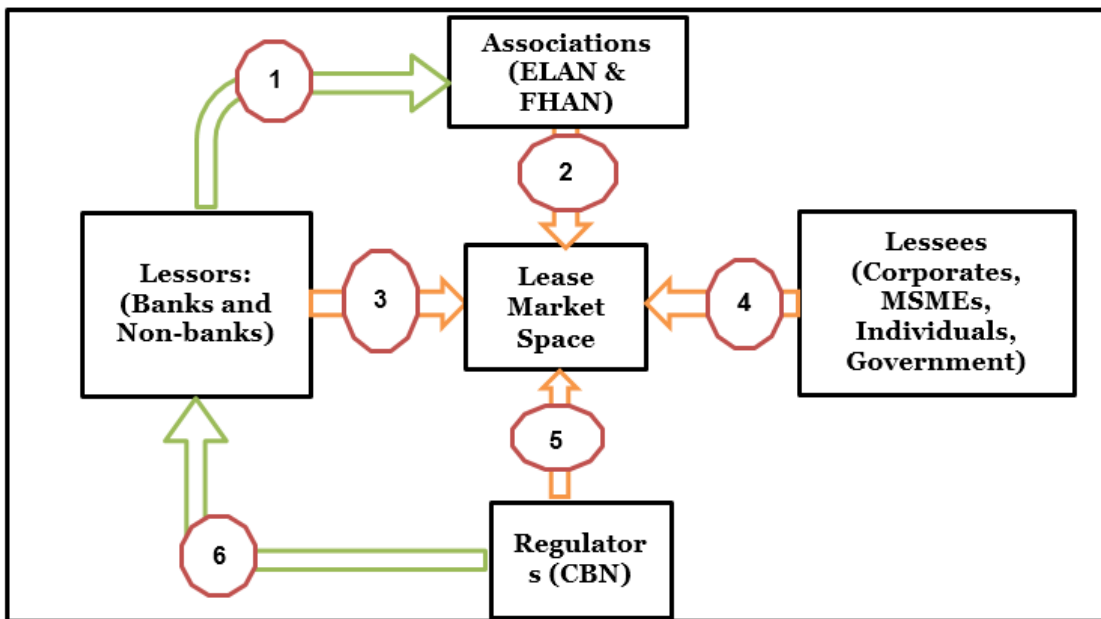 1
Associations
(ELAN &
FHAN)
2
Lessors:
(Banks and
Non-banks)
3
Lease
Market
Space
4
Lessees
(Corporates,
MSMEs,
Individuals,
Government)
5
6
Regulator
s (CBN)